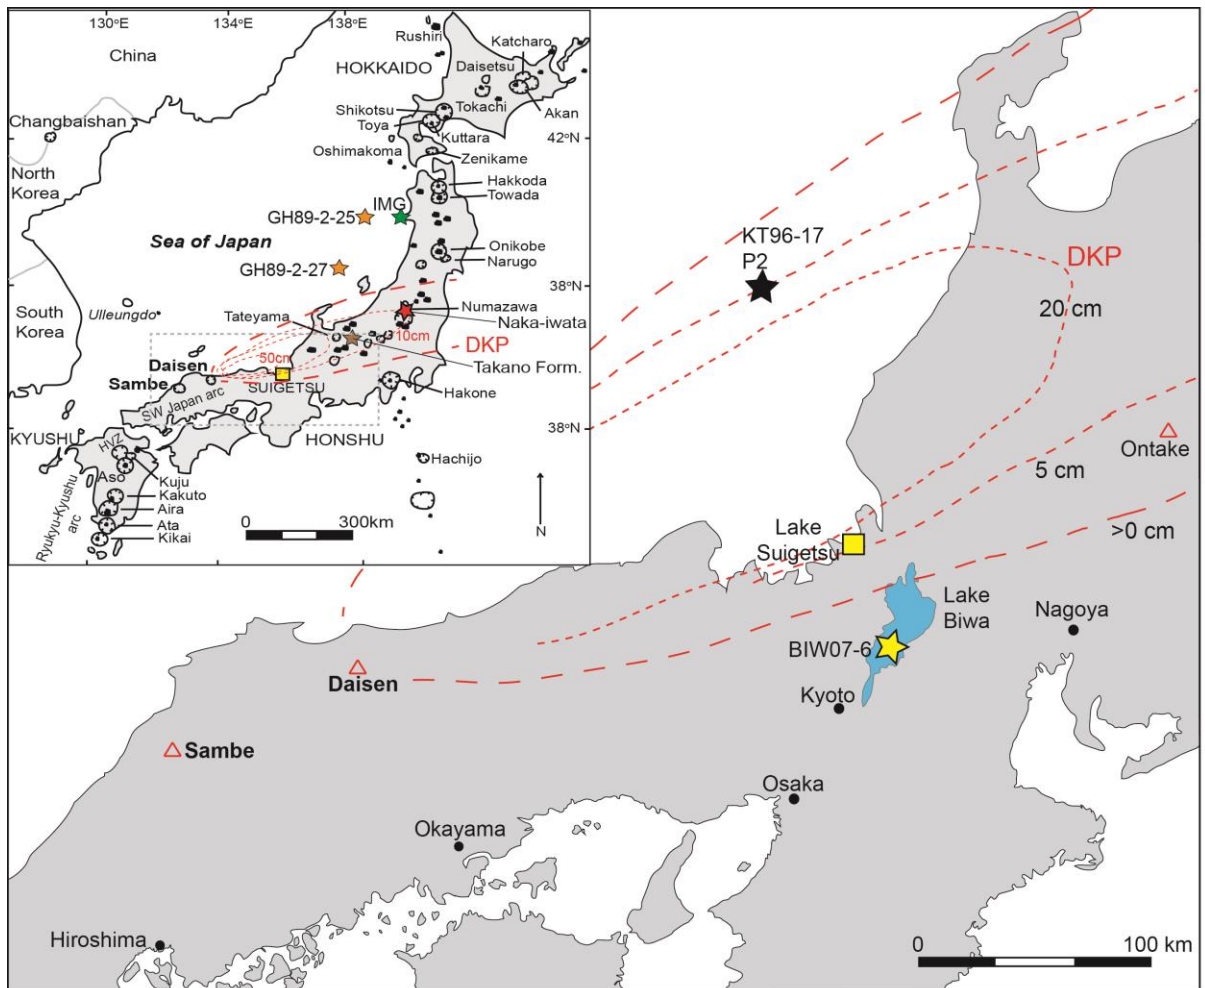 130°E
134°E
138°E
China
Rushiri
Katcharo
HOKKAIDO
Daisetsu
Tokachi
Akan
Shikotsu
Toya
Kuttara
42°N
Changbaishan
Oshimakoma
Zenikame
North
Korea
Hakkoda
Towada
IMG
GH89-2-25
Sea of Japan
Onikobe
Narugo
GH89-2-27
38°N
South
Korea
Ulleungdo
Numazawa
Naka-iwata
Tateyama
10cm
50cm
DKP
Takano Form.
Daisen
Sambe
SUIGETSU
Hakone
SW Japan arc
38°N
KYUSHU
HONSHU
HVZ
Hachijo
Aso
Kuju
Kakuto
Aira
Ata
Kikai
Ryukyu-Kyushu
arc
0
300km
N
KT96-17
P2
DKP
20 cm
Ontake
5 cm
>0 cm
Lake
Suigetsu
Lake
Biwa
Nagoya
BIW07-6
Kyoto
Daisen
Sambe
Osaka
Okayama
Hiroshima
0
100 km